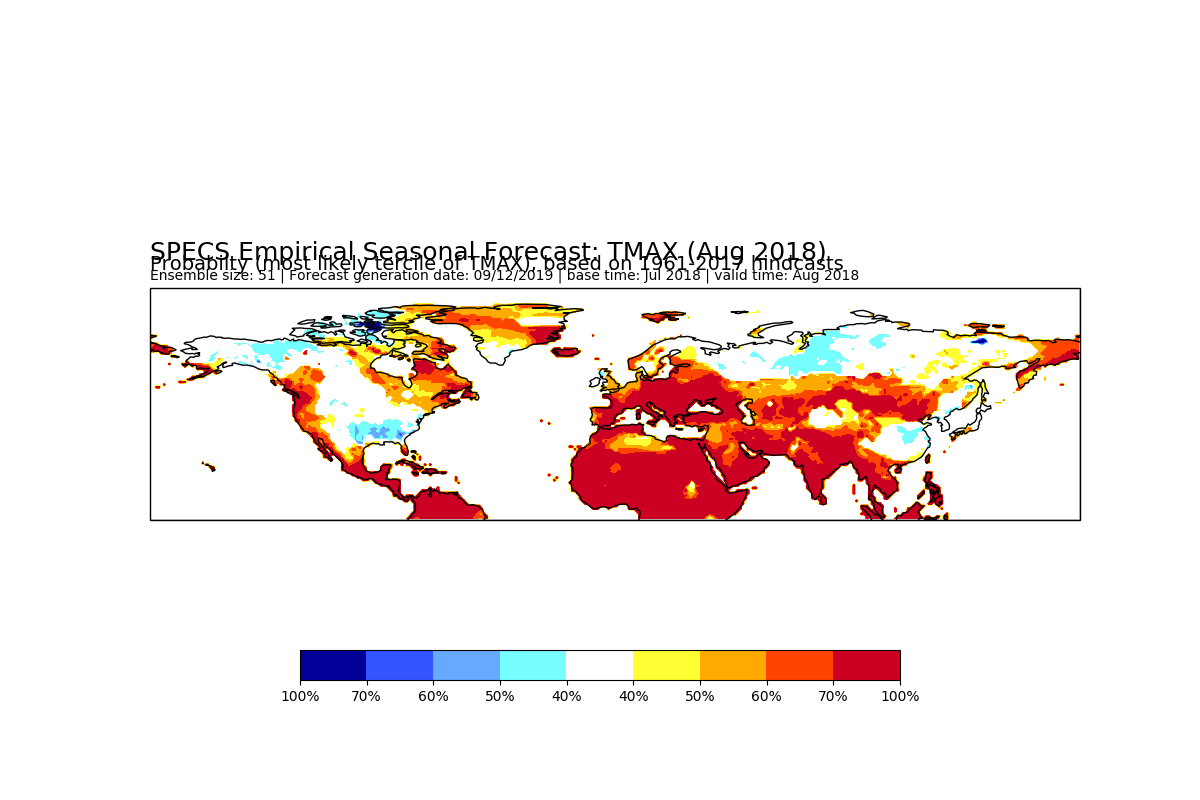 SPECS Empirical Seasonal Forecast: TMAX (Aug 2018)
Probabilty (most likely tercile of TMAX), based on 1961-2017 hindcasts
Ensemble size: 51 | Forecast generation date: 09/12/2019 | base time: Jul 2018 | valid time: Aug 2018
100% 70% 60% 50% 40% 40% 50% 60% 70% 100%